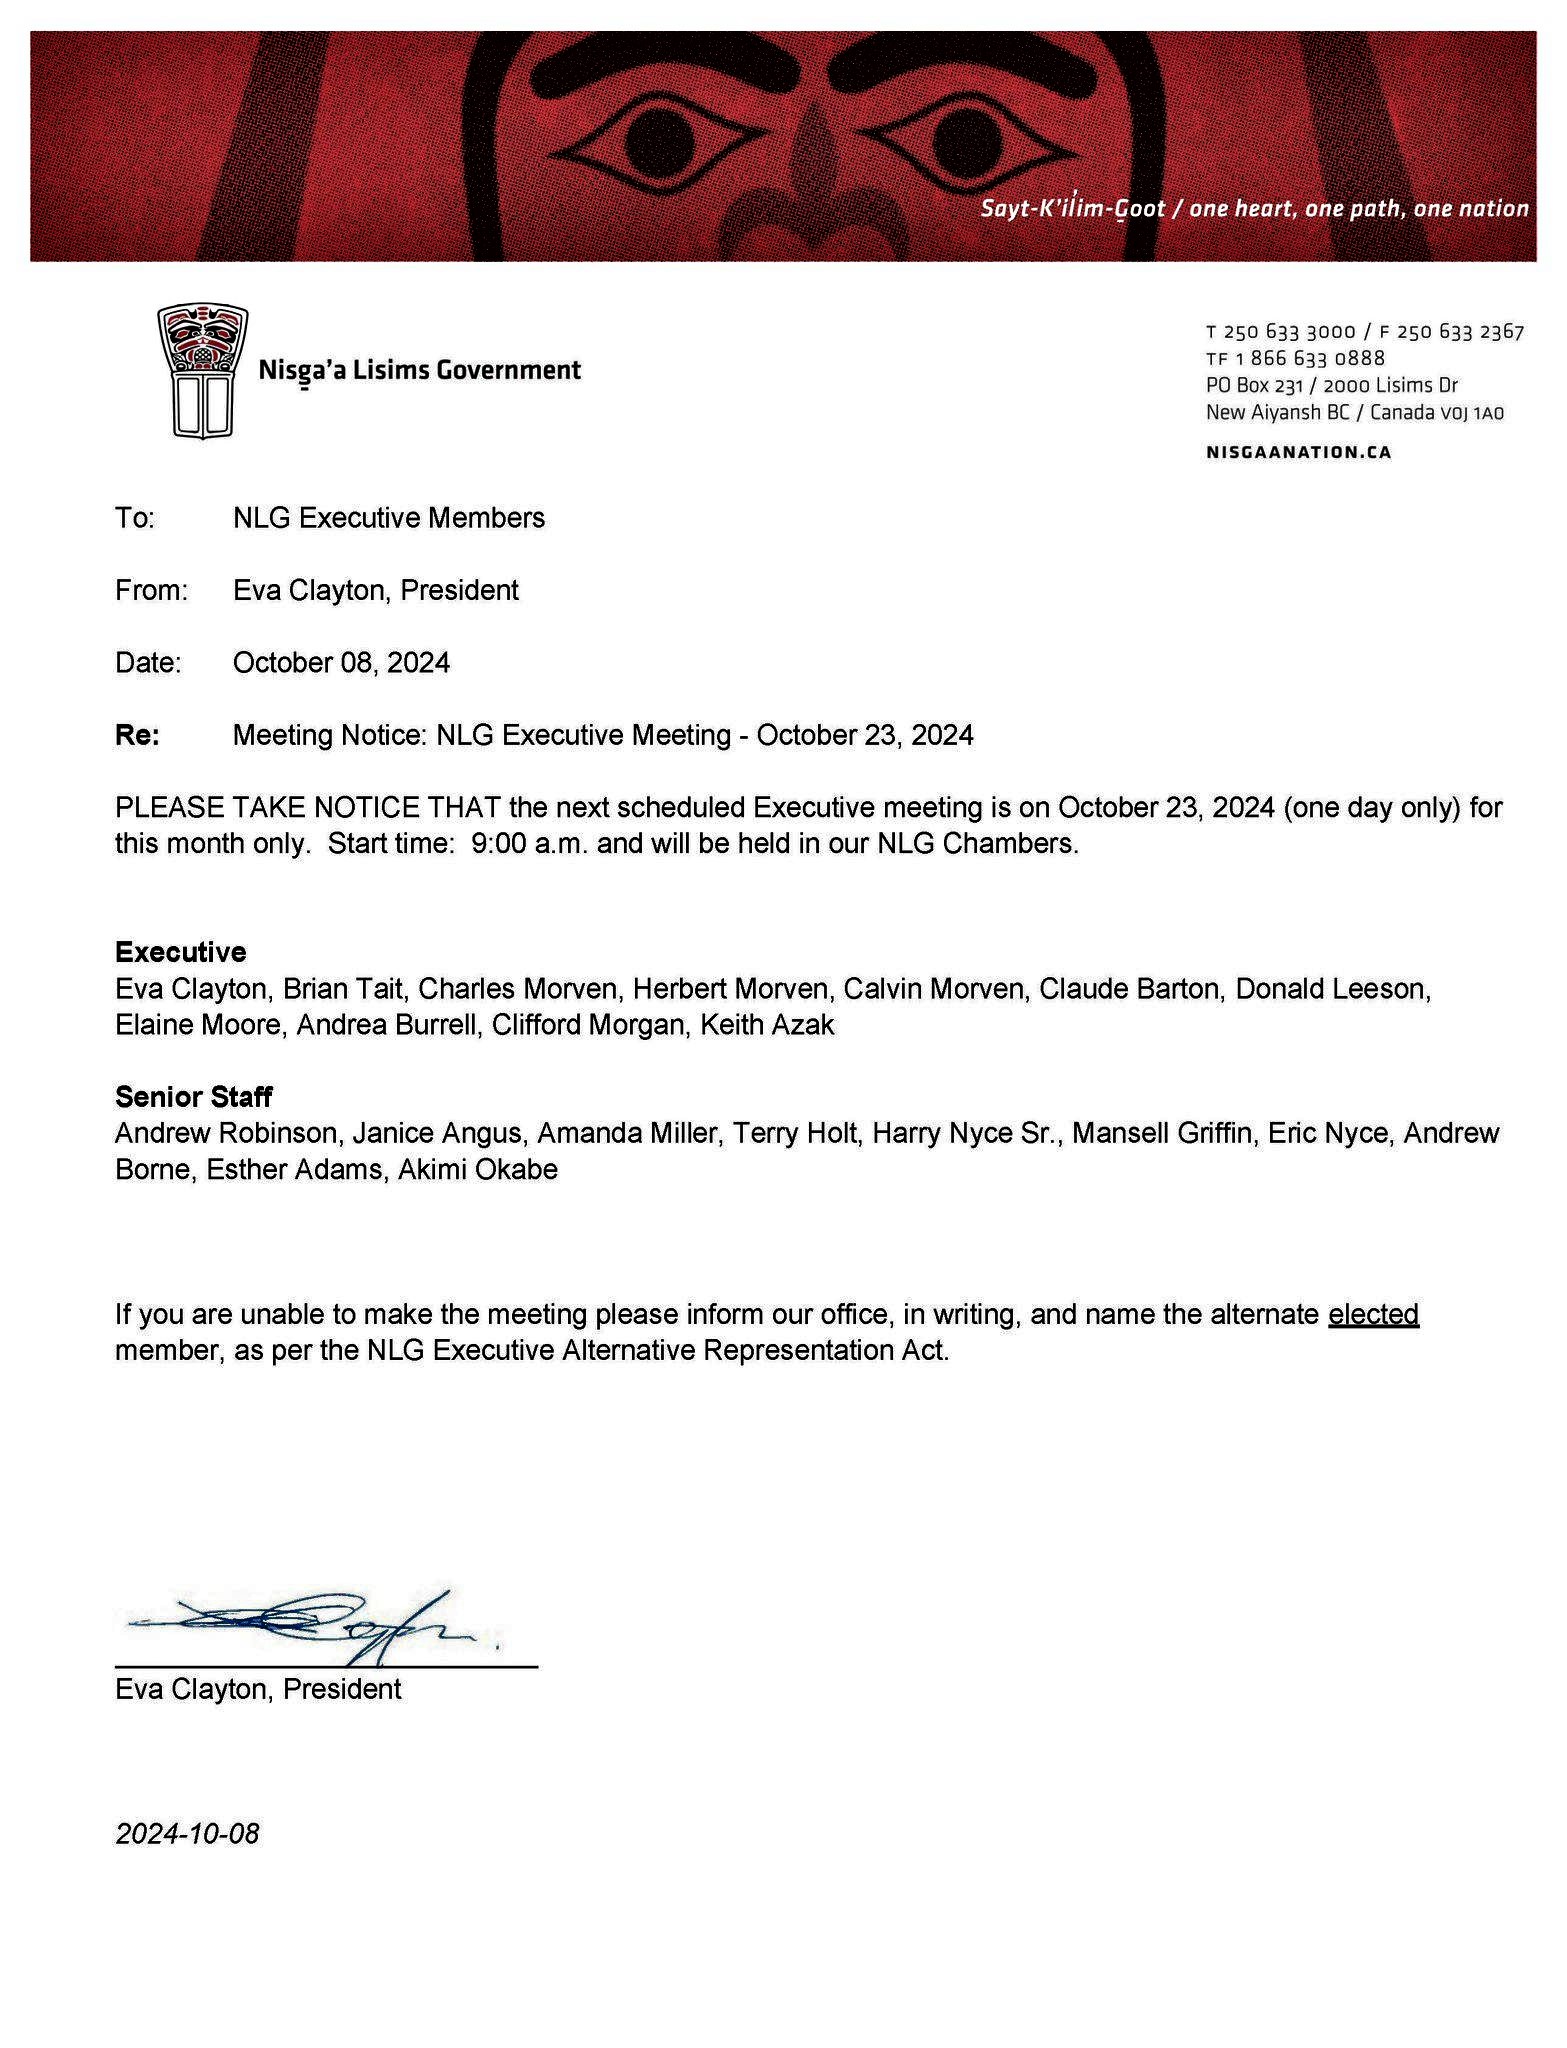 Sayt-K'il̓im-G̱oot / one heart, one path, one nation
Nisg̱a'a Lisims Government
T 250 633 3000 / F 250 633 2367
TF 1 866 633 0888
PO Box 231 / 2000 Lisims Dr
New Aiyansh BC / Canada V0J 1A0
NISGAANATION.CA
To: NLG Executive Members
From: Eva Clayton, President
Date: October 08, 2024
Re: Meeting Notice: NLG Executive Meeting - October 23, 2024
PLEASE TAKE NOTICE THAT the next scheduled Executive meeting is on October 23, 2024 (one day only) for
this month only.  Start time:  9:00 a.m. and will be held in our NLG Chambers.
Executive
Eva Clayton, Brian Tait, Charles Morven, Herbert Morven, Calvin Morven, Claude Barton, Donald Leeson,
Elaine Moore, Andrea Burrell, Clifford Morgan, Keith Azak
Senior Staff
Andrew Robinson, Janice Angus, Amanda Miller, Terry Holt, Harry Nyce Sr., Mansell Griffin, Eric Nyce, Andrew
Borne, Esther Adams, Akimi Okabe
If you are unable to make the meeting please inform our office, in writing, and name the alternate elected
member, as per the NLG Executive Alternative Representation Act.
Eva Clayton, President
2024-10-08